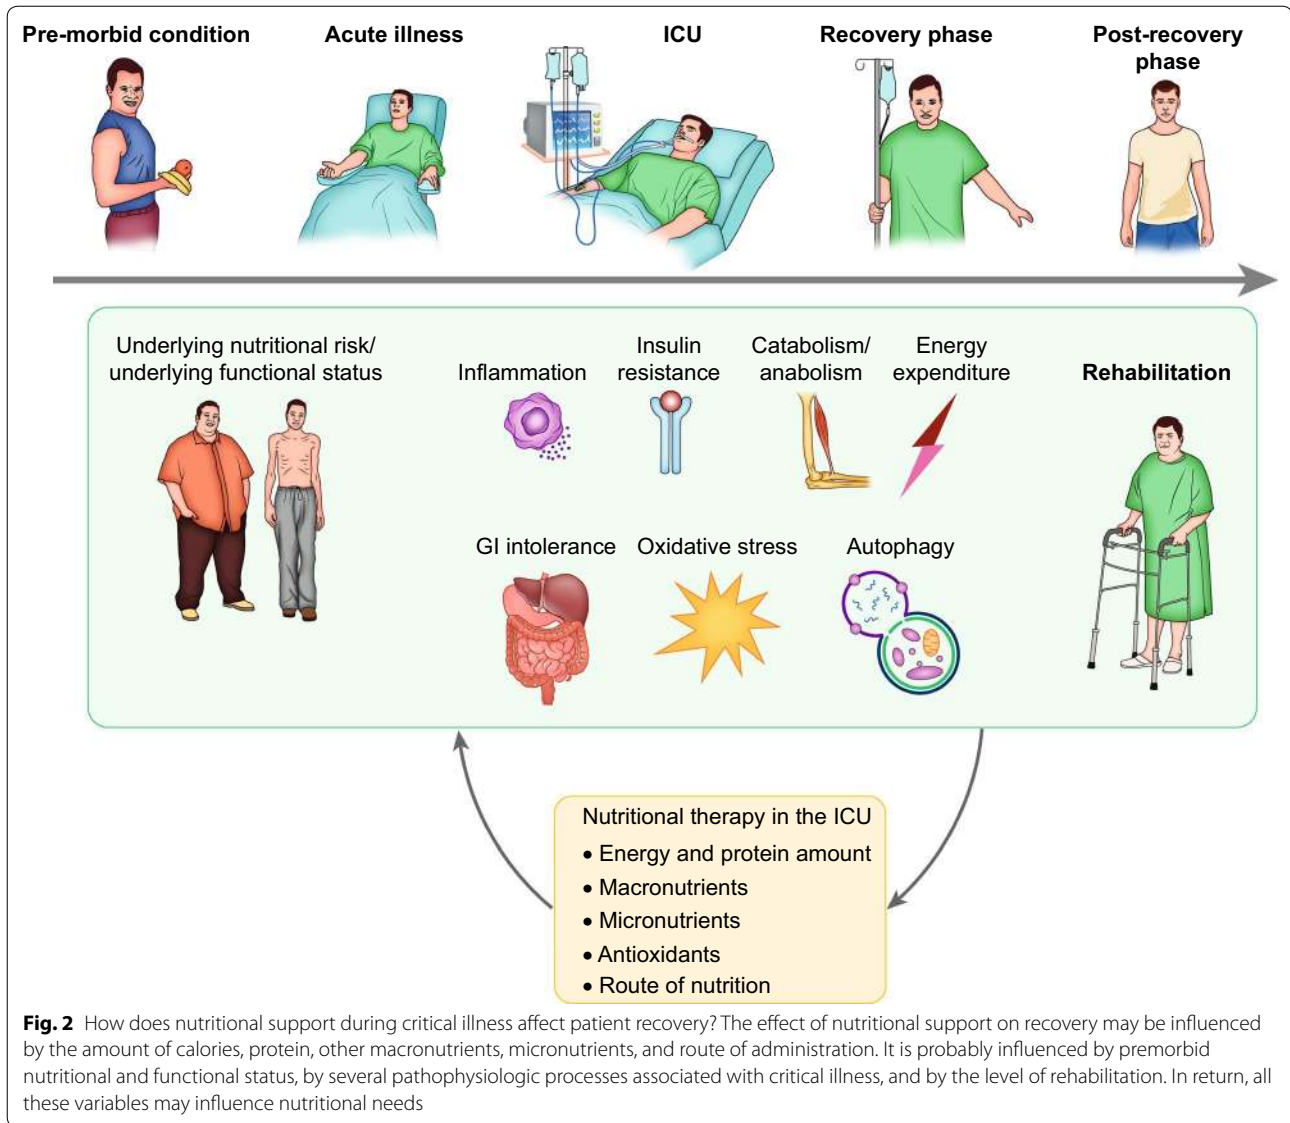 Pre-morbid condition
Acute illness
ICU
Recovery phase
Post-recovery
phase
Underlying nutritional risk/
underlying functional status
Inflammation
Insulin
resistance
Catabolism/
anabolism
Energy
expenditure
Rehabilitation
GI intolerance
Oxidative stress
Autophagy
Nutritional therapy in the ICU
• Energy and protein amount
• Macronutrients
• Micronutrients
• Antioxidants
• Route of nutrition
Fig. 2 How does nutritional support during critical illness affect patient recovery? The effect of nutritional support on recovery may be influenced
by the amount of calories, protein, other macronutrients, micronutrients, and route of administration. It is probably influenced by premorbid
nutritional and functional status, by several pathophysiologic processes associated with critical illness, and by the level of rehabilitation. In return, all
these variables may influence nutritional needs